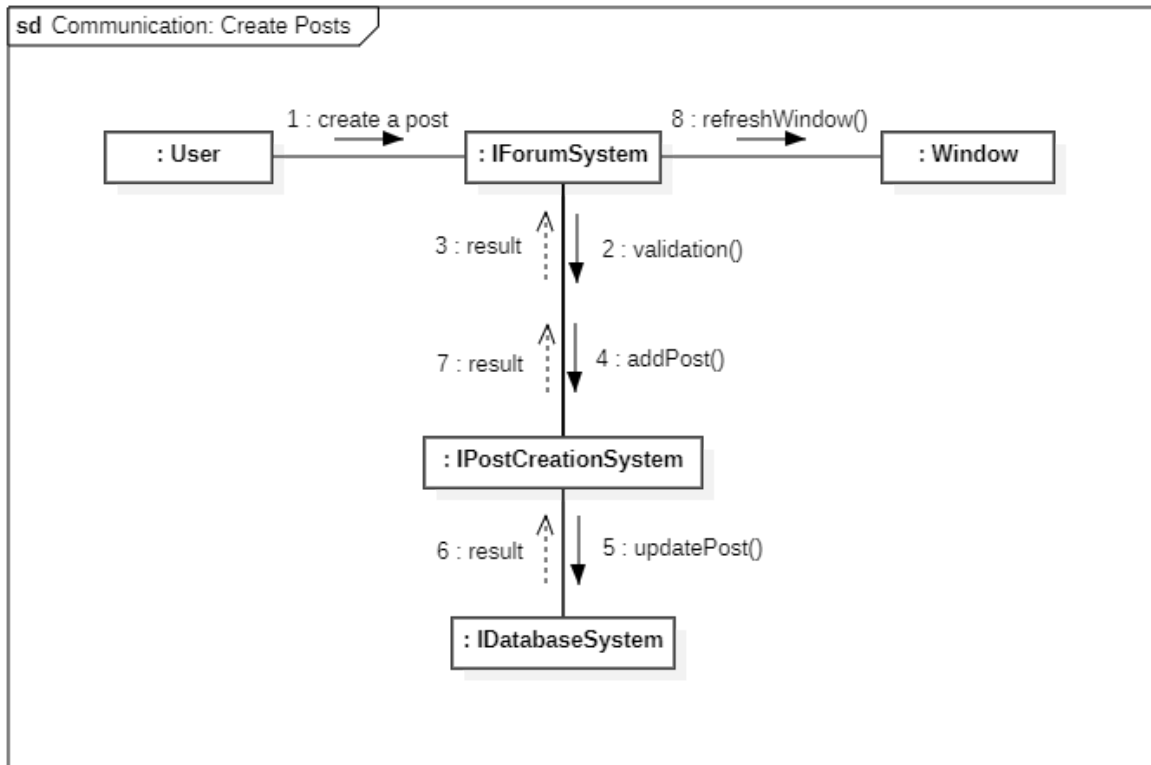 sd Communication: Create Posts
1 : create a post
8 : refreshWindow()
: User
: IForumSystem
: Window
3 : result
2 : validation()
7 : result
4 : addPost()
: IPostCreationSystem
6 : result
5 : updatePost()
: IDatabaseSystem